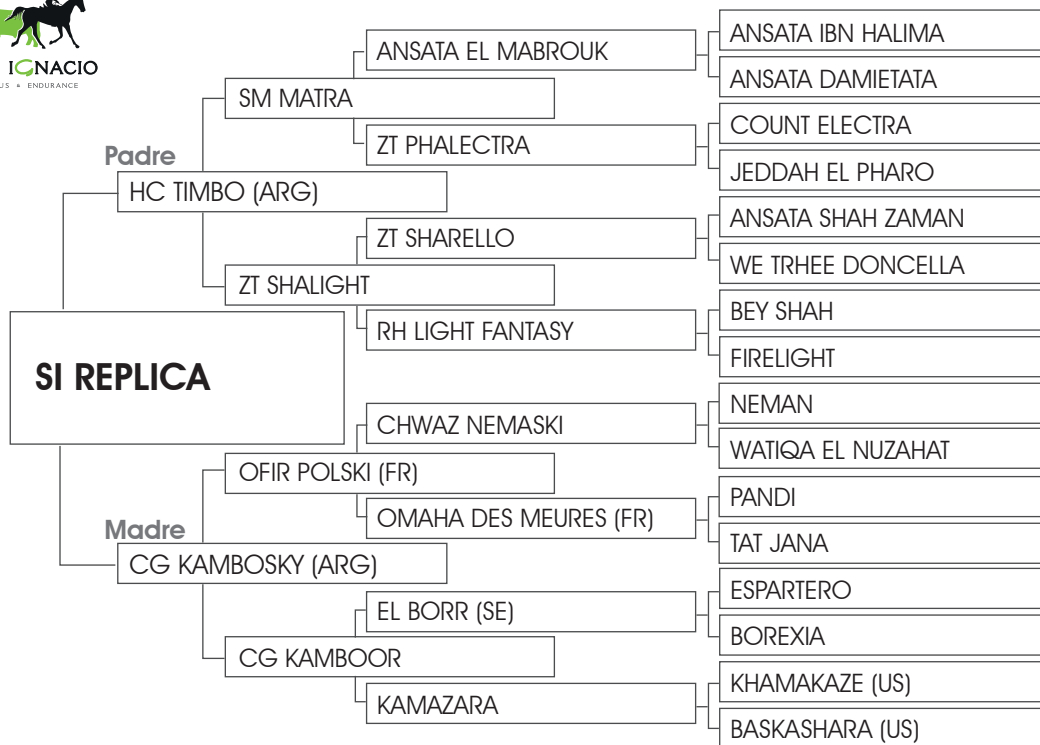 IGNACIO
US & ENDURANCE
ANSATA IBN HALIMA
ANSATA EL MABROUK
ANSATA DAMIETATA
SM MATRA
COUNT ELECTRA
ZT PHALECTRA
JEDDAH EL PHARO
Padre
HC TIMBO (ARG)
ANSATA SHAH ZAMAN
ZT SHARELLO
WE TRHEE DONCELLA
ZT SHALIGHT
BEY SHAH
RH LIGHT FANTASY
FIRELIGHT
SI REPLICA
NEMAN
CHWAZ NEMASKI
WATIQA EL NUZAHAT
OFIR POLSKI (FR)
PANDI
OMAHA DES MEURES (FR)
TAT JANA
Madre
CG KAMBOSKY (ARG)
ESPARTERO
EL BORR (SE)
BOREXIA
CG KAMBOOR
KHAMAKAZE (US)
KAMAZARA
BASKASHARA (US)